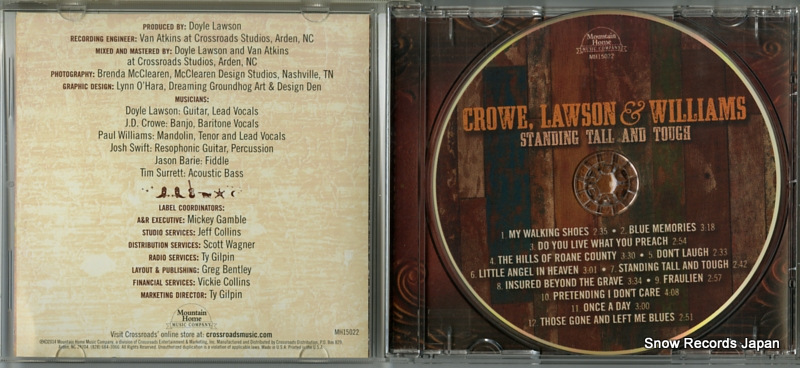 PRODUCED BY: Doyle Lawson
RECORDING ENGINEER: Van Atkins at Crossroads Studios, Arden, NC
MIXED AND MASTERED BY: Doyle Lawson and Van Atkins
at Crossroads Studios, Arden, NC
PHOTOGRAPHY: Brenda McClearen, McClearen Design Studios, Nashville, TN
GRAPHIC DESIGN: Lynn O'Hara, Dreaming Groundhog Art & Design Den
MUSICIANS:
Doyle Lawson: Guitar, Lead Vocals
J.D. Crowe: Banjo, Baritone Vocals
Paul Williams: Mandolin, Tenor and Lead Vocals
Josh Swift: Resophonic Guitar, Percussion
Jason Barie: Fiddle
Tim Surrett: Acoustic Bass
LABEL COORDINATORS:
A&R EXECUTIVE: Mickey Gamble
STUDIO SERVICES: Jeff Collins
DISTRIBUTION SERVICES: Scott Wagner
RADIO SERVICES: Ty Gilpin
LAYOUT & PUBLISHING: Greg Bentley
FINANCIAL SERVICES: Vickie Collins
MARKETING DIRECTOR: Ty Gilpin
Mountain
Home
MUSIC COMPANY
Visit Crossroads' online store at: crossroadsmusic.com
MH15022
Mountain
Home
MUSIC COMPANY
MH15022
CROWE, LAWSON & WILLIAMS
STANDING TALL AND TOUGH
1. MY WALKING SHOES 2:35 • 2. BLUE MEMORIES 3:18
3. DO YOU LIVE WHAT YOU PREACH 2:54
4. THE HILLS OF ROANE COUNTY 3:30 • 5. DON'T LAUGH 2:33
6. LITTLE ANGEL IN HEAVEN 3:01 • 7. STANDING TALL AND TOUGH 2:42
8. INSURED BEYOND THE GRAVE 3:34 • 9. FRAULIEN 2:57
10. PRETENDING I DON'T CARE 4:08
11. ONCE A DAY 3:00
12. THOSE GONE AND LEFT ME BLUES 2:51
Snow Records Japan